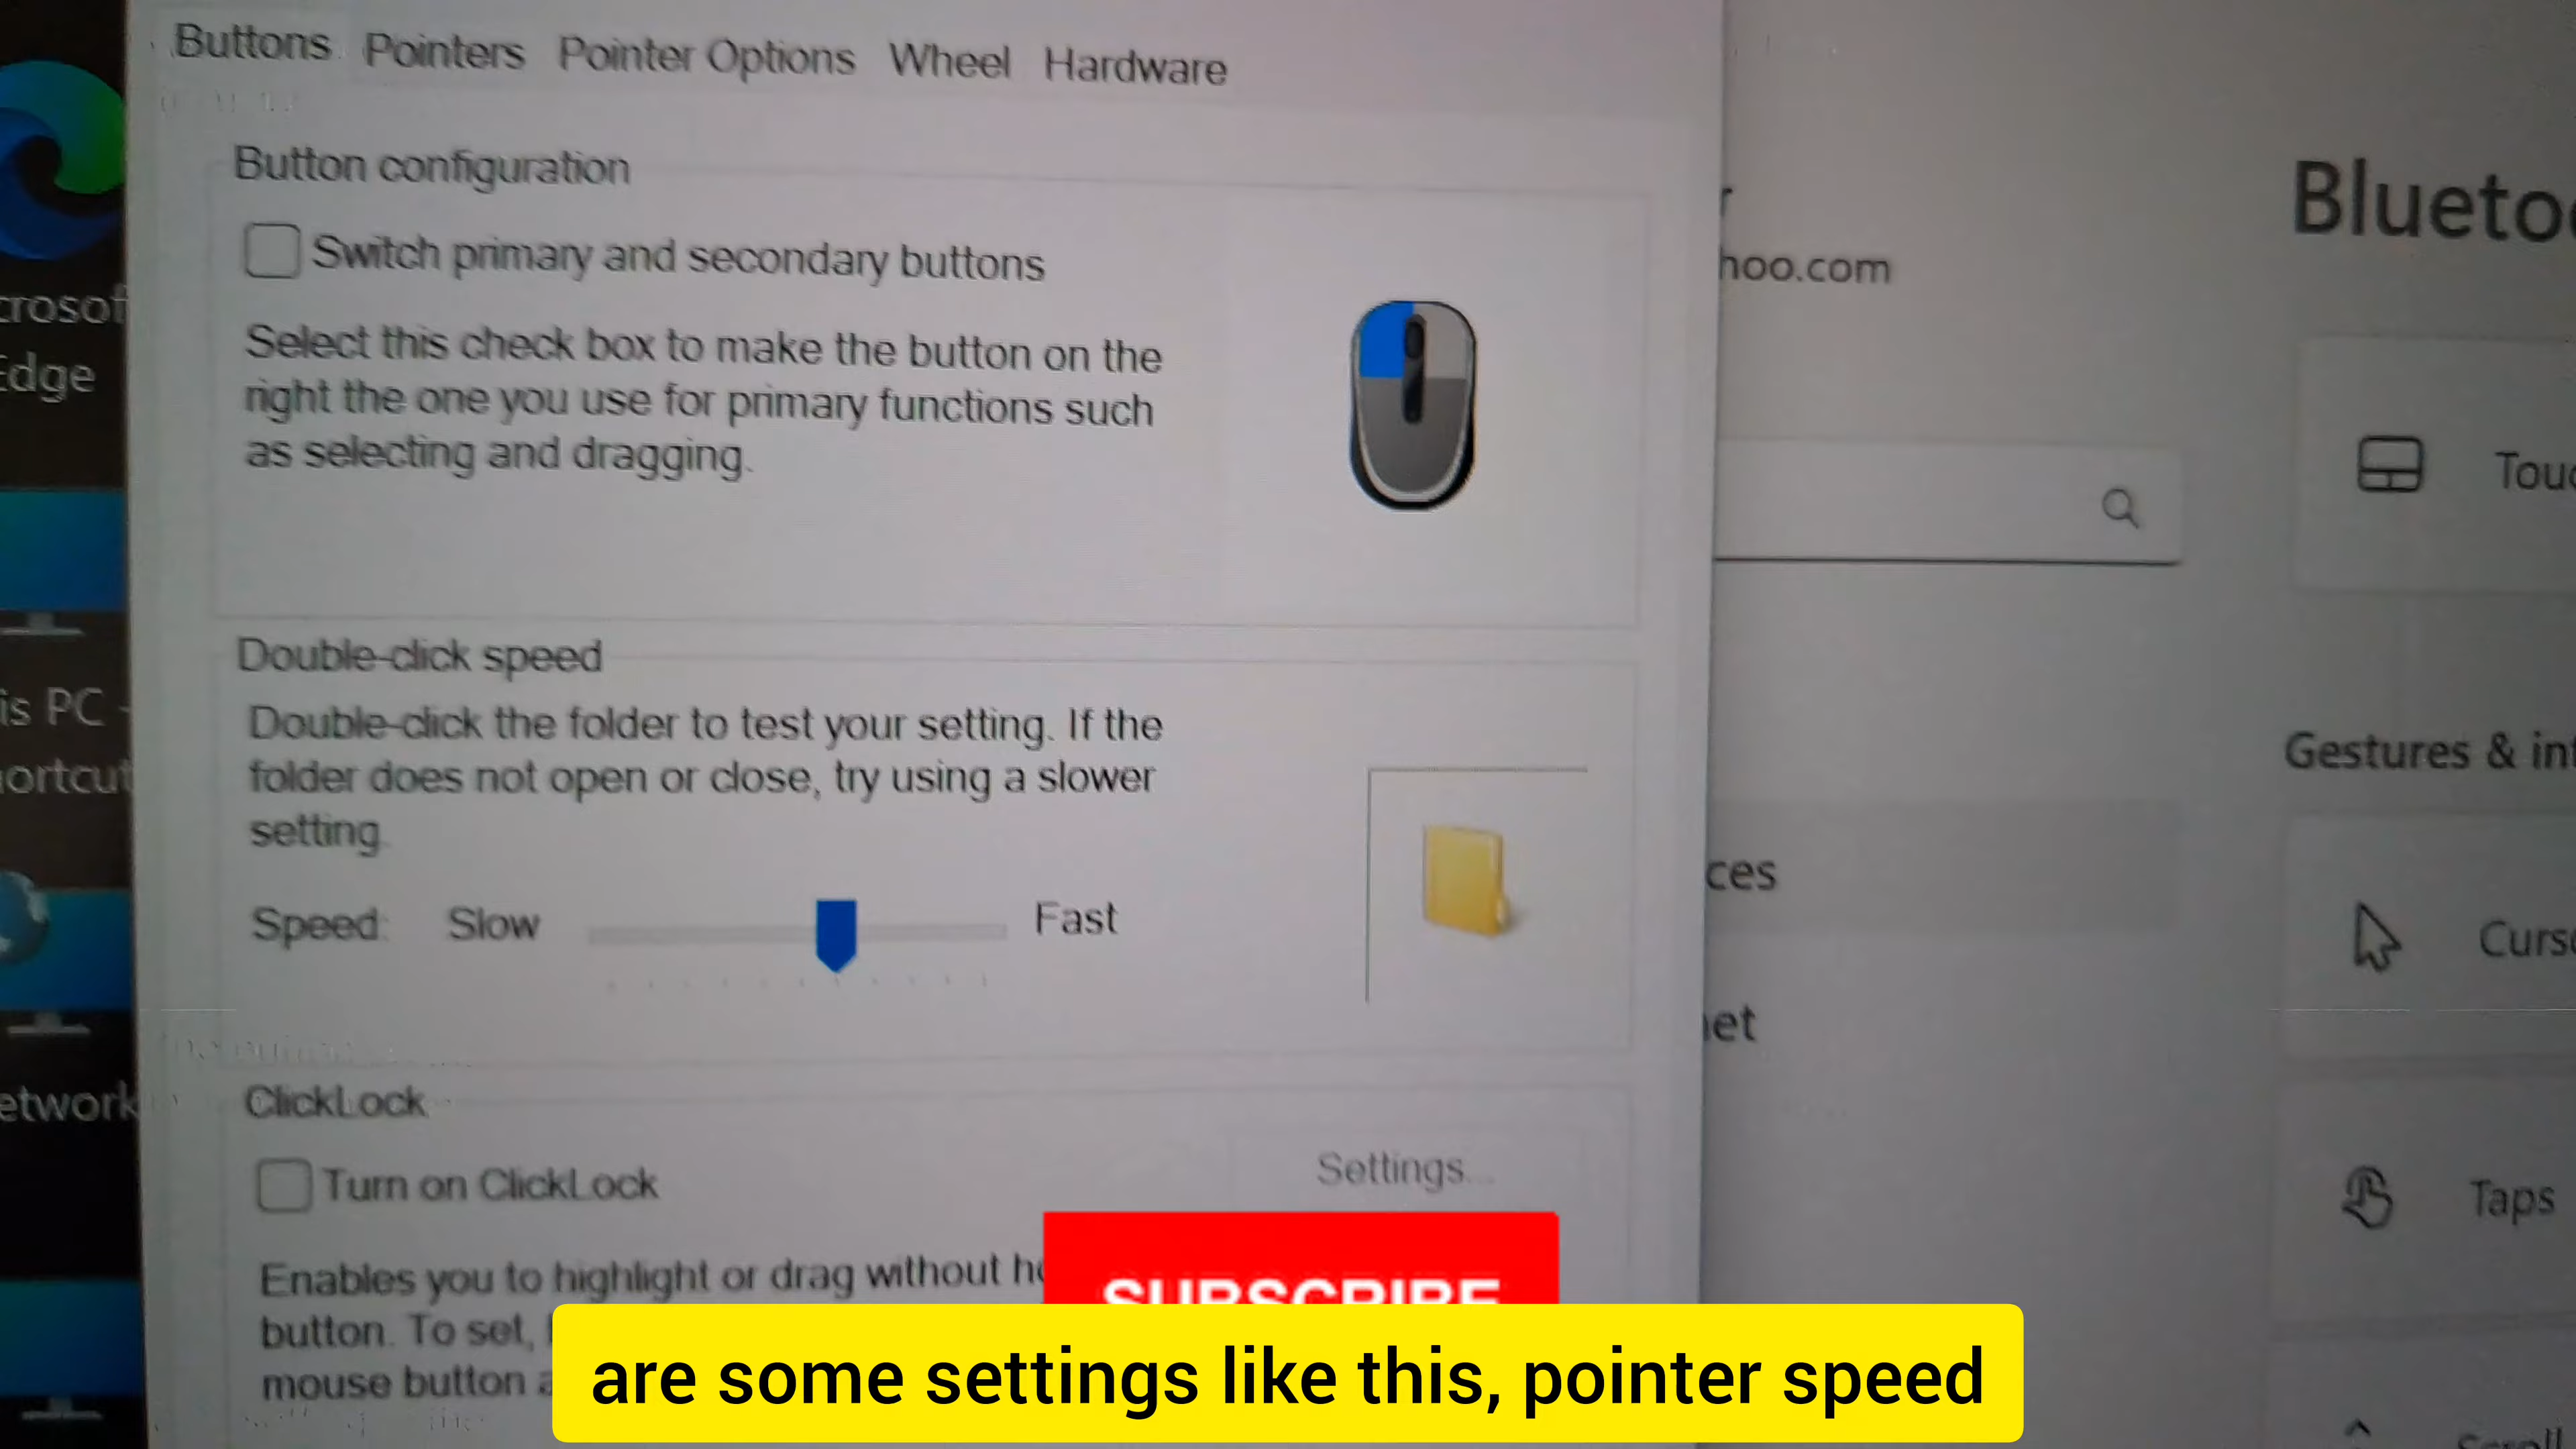 Buttons Pointers Pointer Options Wheel Hardware
Button configuration
Switch primary and secondary buttons
Select this check box to make the button on the
right the one you use for primary functions such
as selecting and dragging.
Double-click speed
Double-click the folder to test your setting. If the
folder does not open or close, try using a slower
setting.
Speed: Slow Fast
ClickLock
Turn on ClickLock
Settings...
Enables you to highlight or drag without
button. To set,
mouse button
SUBSCRIBE
are some settings like this, pointer speed
crosof
Edge
is PC -
ortcut
etwork
hoo.com
ces
et
Blueto
Tou
Gestures & in
Curs
Taps